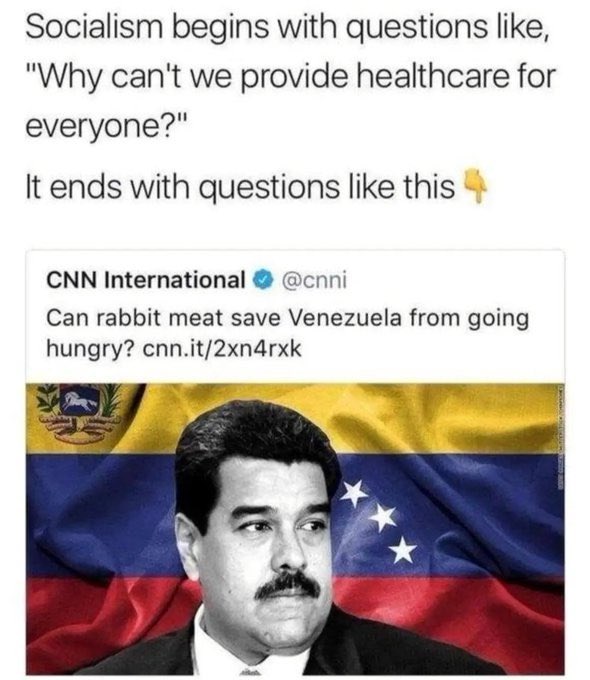 Socialism begins with questions like,
"Why can't we provide healthcare for
everyone?"
It ends with questions like this👇
CNN International @cnni
Can rabbit meat save Venezuela from going
hungry? cnn.it/2xn4rxk